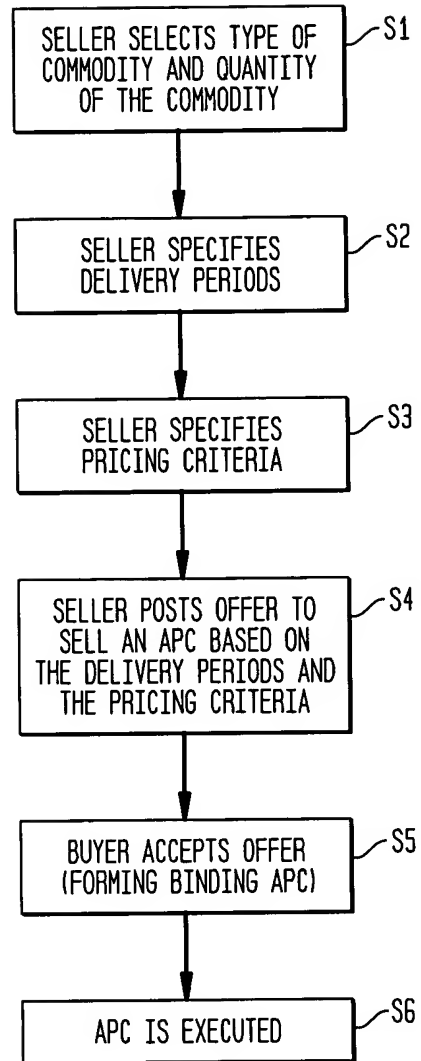 SELLER SELECTS TYPE OF
COMMODITY AND QUANTITY
OF THE COMMODITY
S1
SELLER SPECIFIES
DELIVERY PERIODS
S2
SELLER SPECIFIES
PRICING CRITERIA
S3
SELLER POSTS OFFER TO
SELL AN APC BASED ON
THE DELIVERY PERIODS AND
THE PRICING CRITERIA
S4
BUYER ACCEPTS OFFER
(FORMING BINDING APC)
S5
APC IS EXECUTED
S6